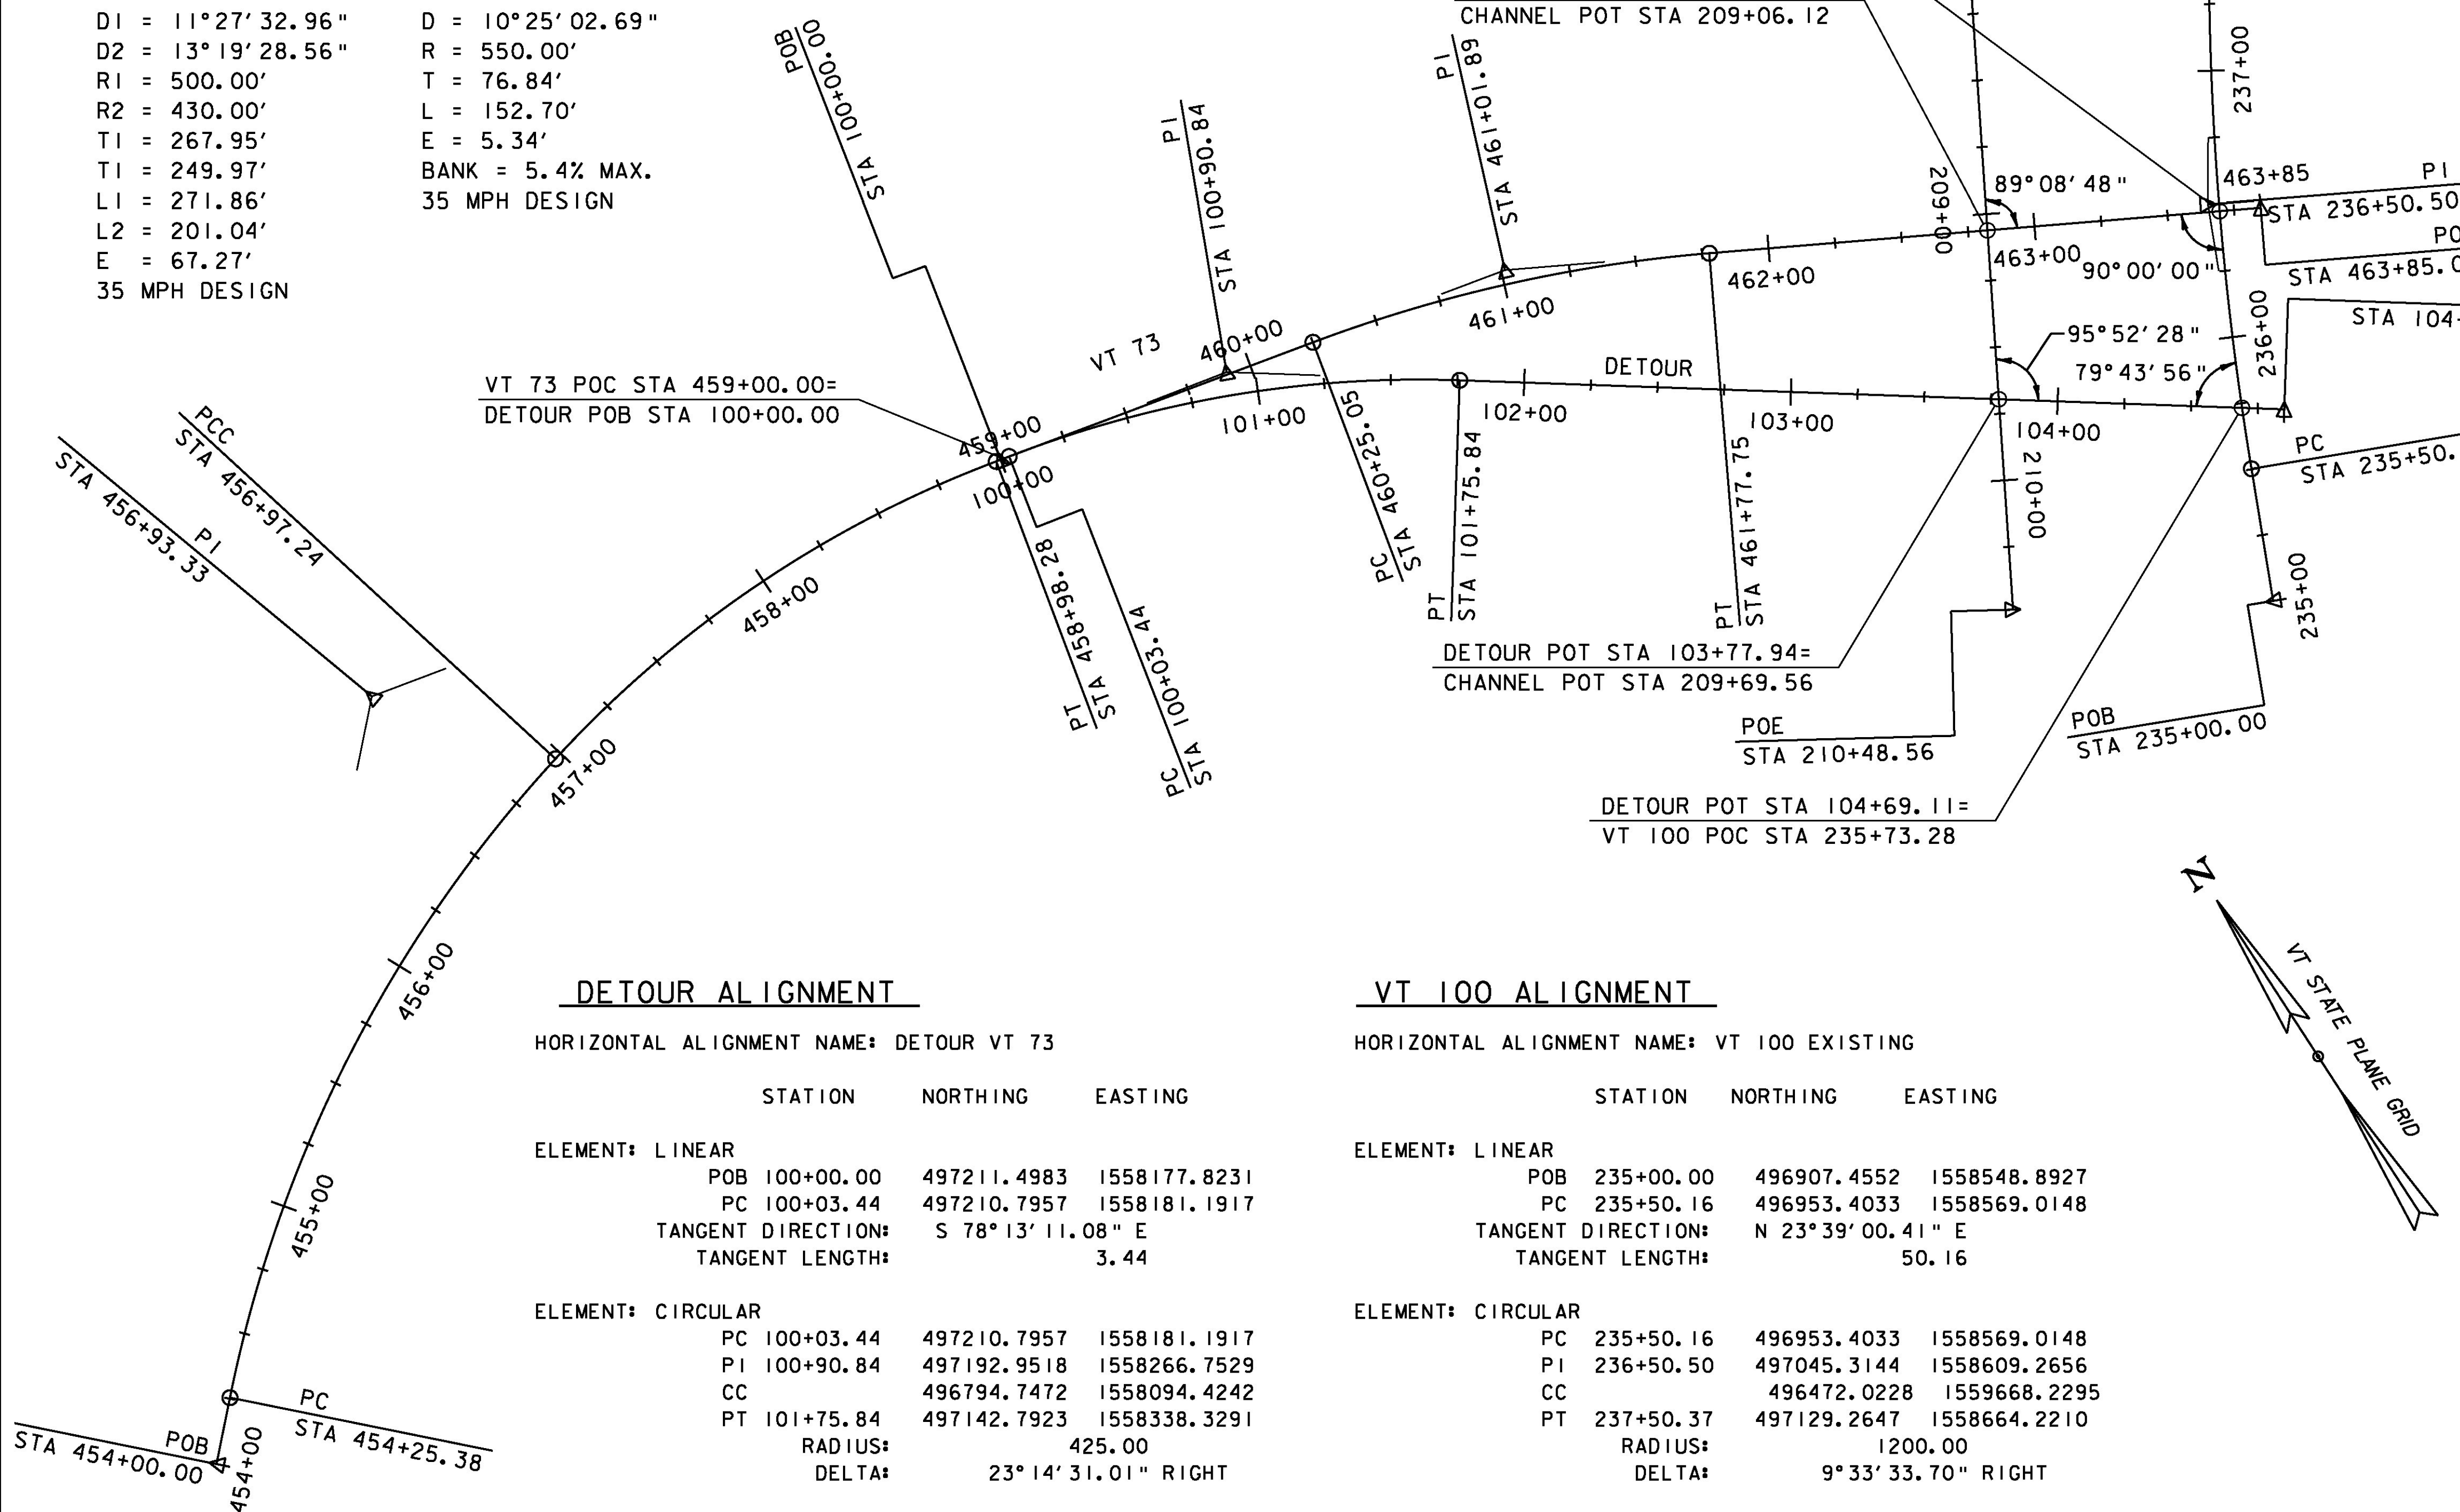 D1 = 11°27'32.96"
D2 = 13°19'28.56"
R1 = 500.00'
R2 = 430.00'
T1 = 267.95'
T1 = 249.97'
L1 = 271.86'
L2 = 201.04'
E = 67.27'
35 MPH DESIGN
D = 10°25'02.69"
R = 550.00'
T = 76.84'
L = 152.70'
E = 5.34'
BANK = 5.4% MAX.
35 MPH DESIGN
POB
STA 100+00.00
PI
STA 100+90.84
PI
STA 461+01.89
CHANNEL POT STA 209+06.12
237+00
209+00
89°08'48"
463+85
PI
STA 236+50.50
463+00
90°00'00"
STA 463+85.
462+00
461+00
VT 73
460+00
DETOUR
236+00
STA 104
95°52'28"
79°43'56"
VT 73 POC STA 459+00.00=
DETOUR POB STA 100+00.00
459+00
100+00
101+00
102+00
103+00
104+00
PC
STA 235+50.
210+00
235+00
PCC
STA 456+97.24
PI
STA 456+93.33
458+00
457+00
PT
STA 458+98.28
PC
STA 100+03.44
PC
STA 460+25.05
PT
STA 101+75.84
PT
STA 461+77.75
DETOUR POT STA 103+77.94=
CHANNEL POT STA 209+69.56
POE
STA 210+48.56
POB
STA 235+00.00
DETOUR POT STA 104+69.11=
VT 100 POC STA 235+73.28
N
VT STATE PLANE GRID
456+00
455+00
PC
STA 454+25.38
POB
STA 454+00.00
454+00
DETOUR ALIGNMENT
HORIZONTAL ALIGNMENT NAME: DETOUR VT 73
STATION NORTHING EASTING
ELEMENT: LINEAR
POB 100+00.00 497211.4983 1558177.8231
PC 100+03.44 497210.7957 1558181.1917
TANGENT DIRECTION: S 78°13'11.08" E
TANGENT LENGTH: 3.44
ELEMENT: CIRCULAR
PC 100+03.44 497210.7957 1558181.1917
PI 100+90.84 497192.9518 1558266.7529
CC 496794.7472 1558094.4242
PT 101+75.84 497142.7923 1558338.3291
RADIUS: 425.00
DELTA: 23°14'31.01" RIGHT
VT 100 ALIGNMENT
HORIZONTAL ALIGNMENT NAME: VT 100 EXISTING
STATION NORTHING EASTING
ELEMENT: LINEAR
POB 235+00.00 496907.4552 1558548.8927
PC 235+50.16 496953.4033 1558569.0148
TANGENT DIRECTION: N 23°39'00.41" E
TANGENT LENGTH: 50.16
ELEMENT: CIRCULAR
PC 235+50.16 496953.4033 1558569.0148
PI 236+50.50 497045.3144 1558609.2656
CC 496472.0228 1559668.2295
PT 237+50.37 497129.2647 1558664.2210
RADIUS: 1200.00
DELTA: 9°33'33.70" RIGHT